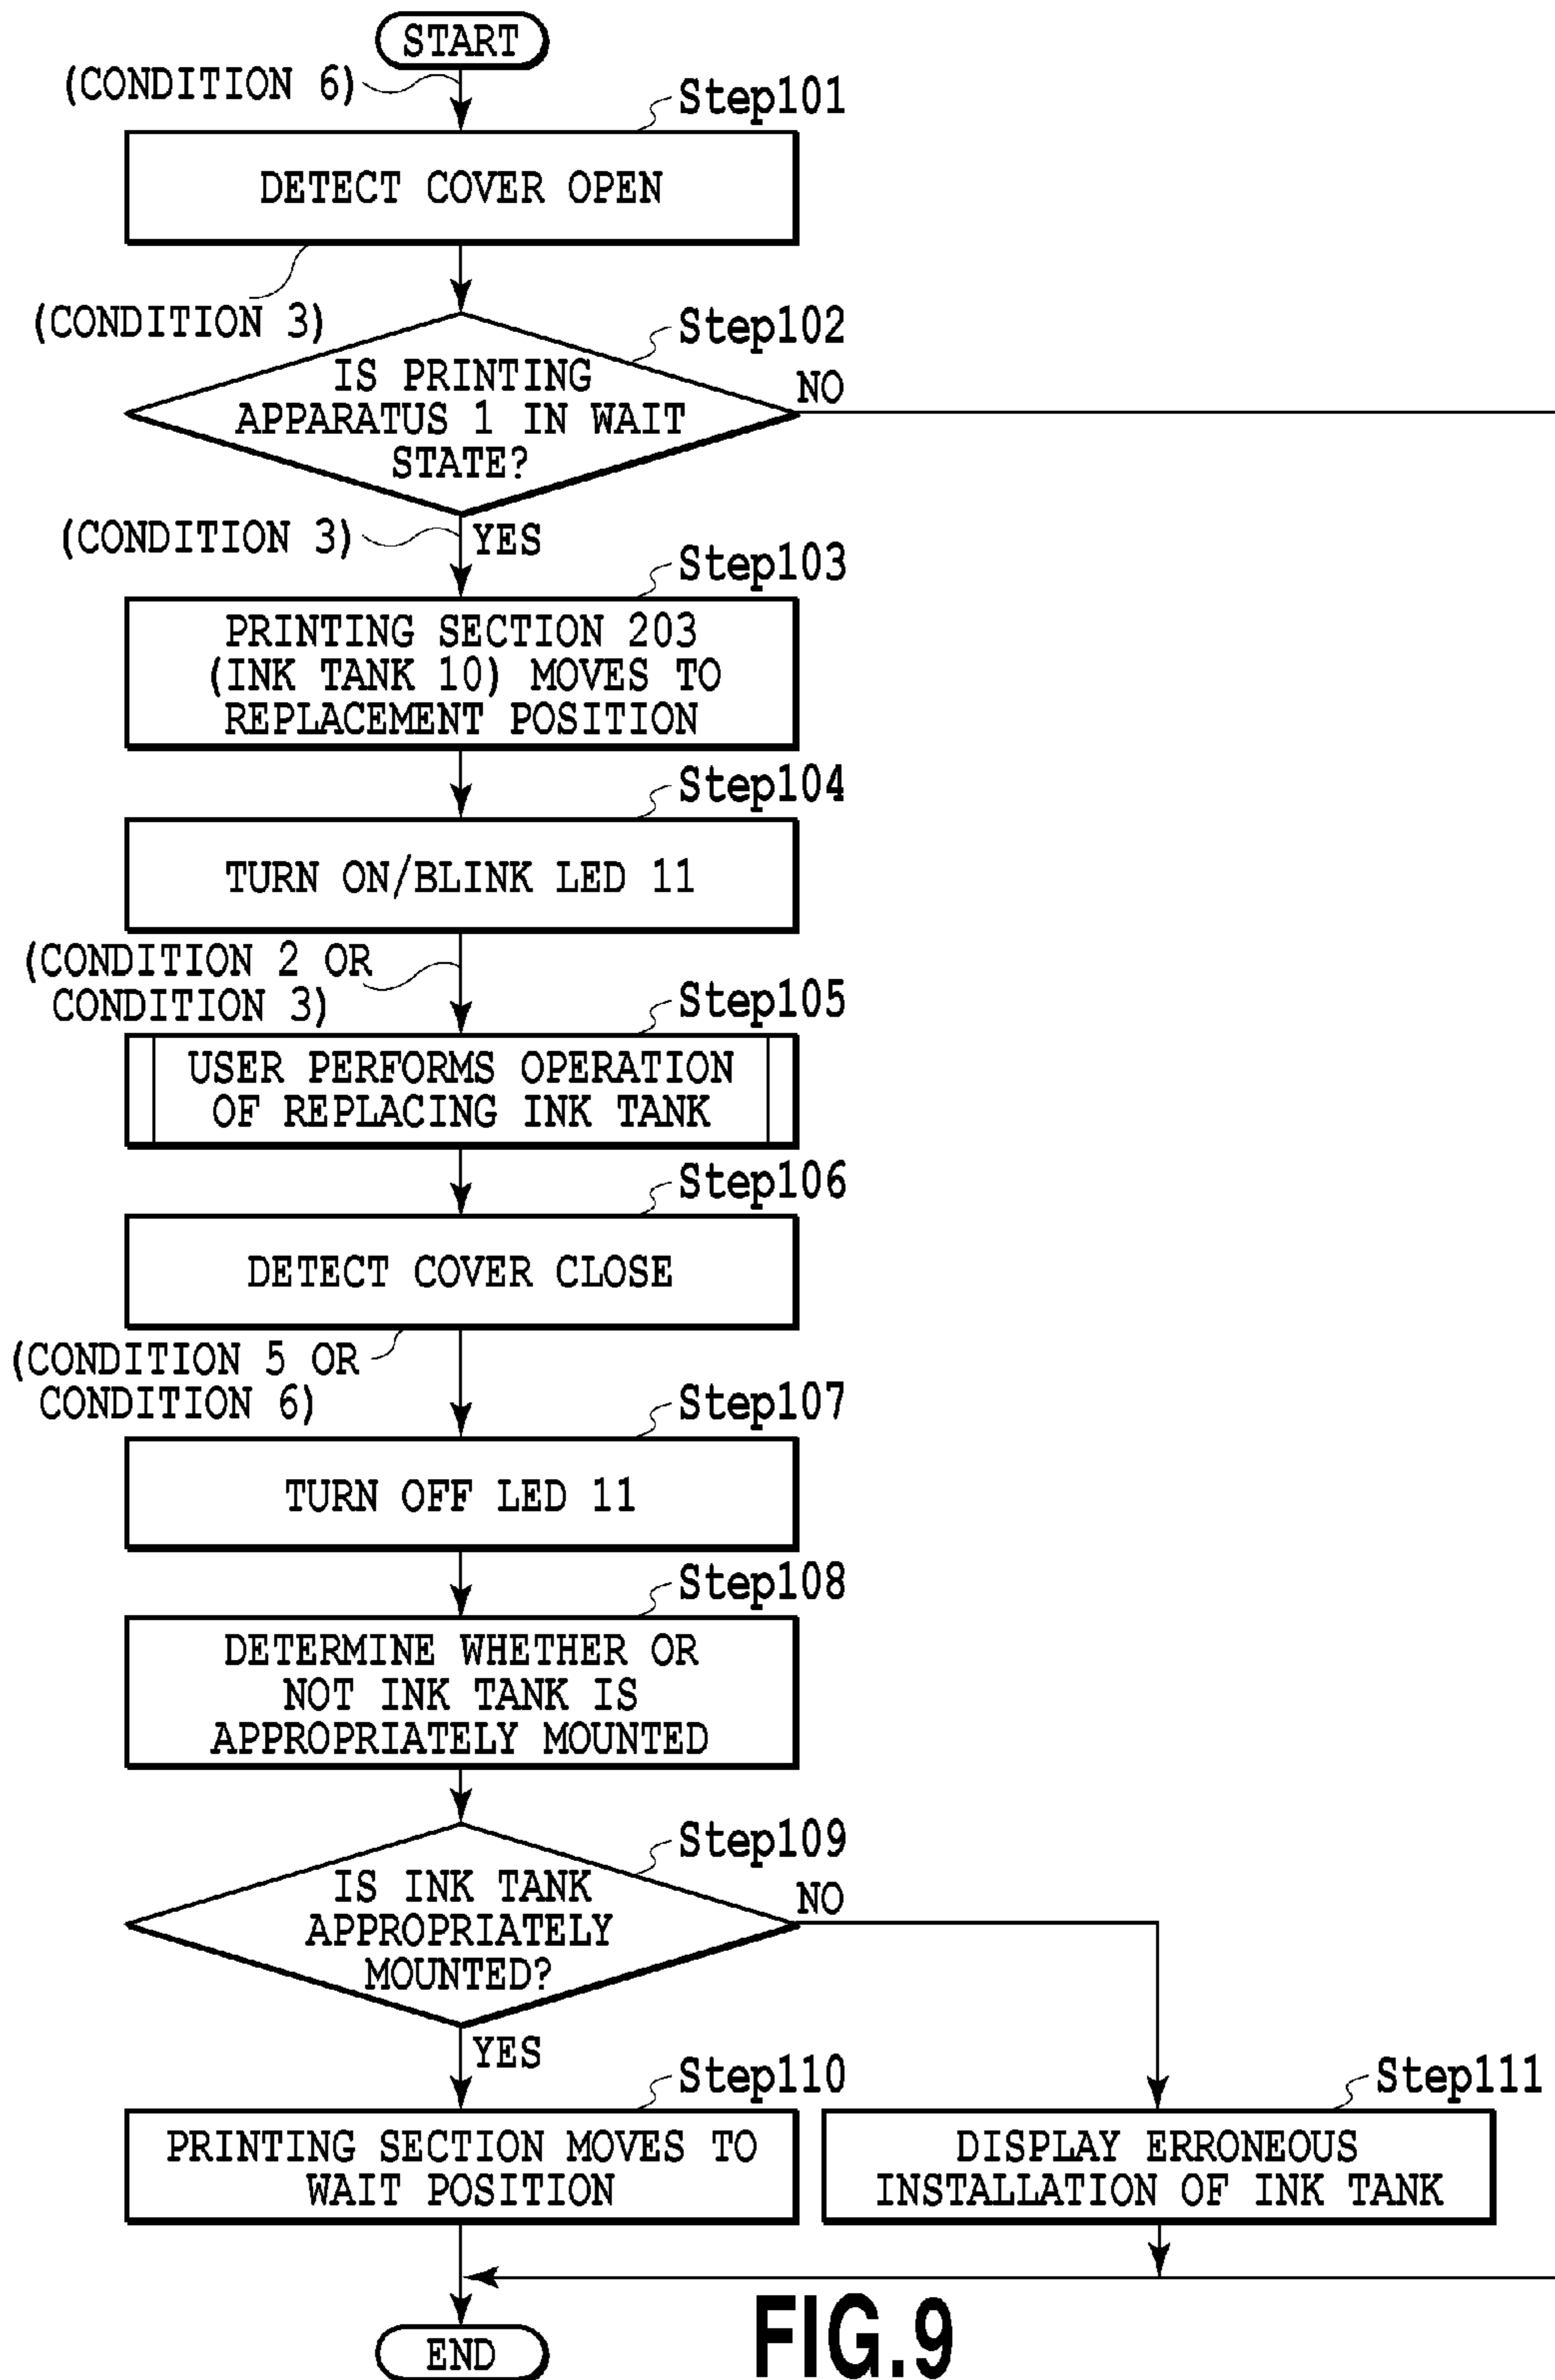 START
(CONDITION 6)
Step101
DETECT COVER OPEN
(CONDITION 3)
Step102
IS PRINTING
APPARATUS 1 IN WAIT
STATE?
NO
(CONDITION 3)
YES
Step103
PRINTING SECTION 203
(INK TANK 10) MOVES TO
REPLACEMENT POSITION
Step104
TURN ON/BLINK LED 11
(CONDITION 2 OR
CONDITION 3)
Step105
USER PERFORMS OPERATION
OF REPLACING INK TANK
Step106
DETECT COVER CLOSE
(CONDITION 5 OR
CONDITION 6)
Step107
TURN OFF LED 11
Step108
DETERMINE WHETHER OR
NOT INK TANK IS
APPROPRIATELY MOUNTED
Step109
IS INK TANK
APPROPRIATELY
MOUNTED?
NO
YES
Step110
PRINTING SECTION MOVES TO
WAIT POSITION
Step111
DISPLAY ERRONEOUS
INSTALLATION OF INK TANK
END
FIG.9